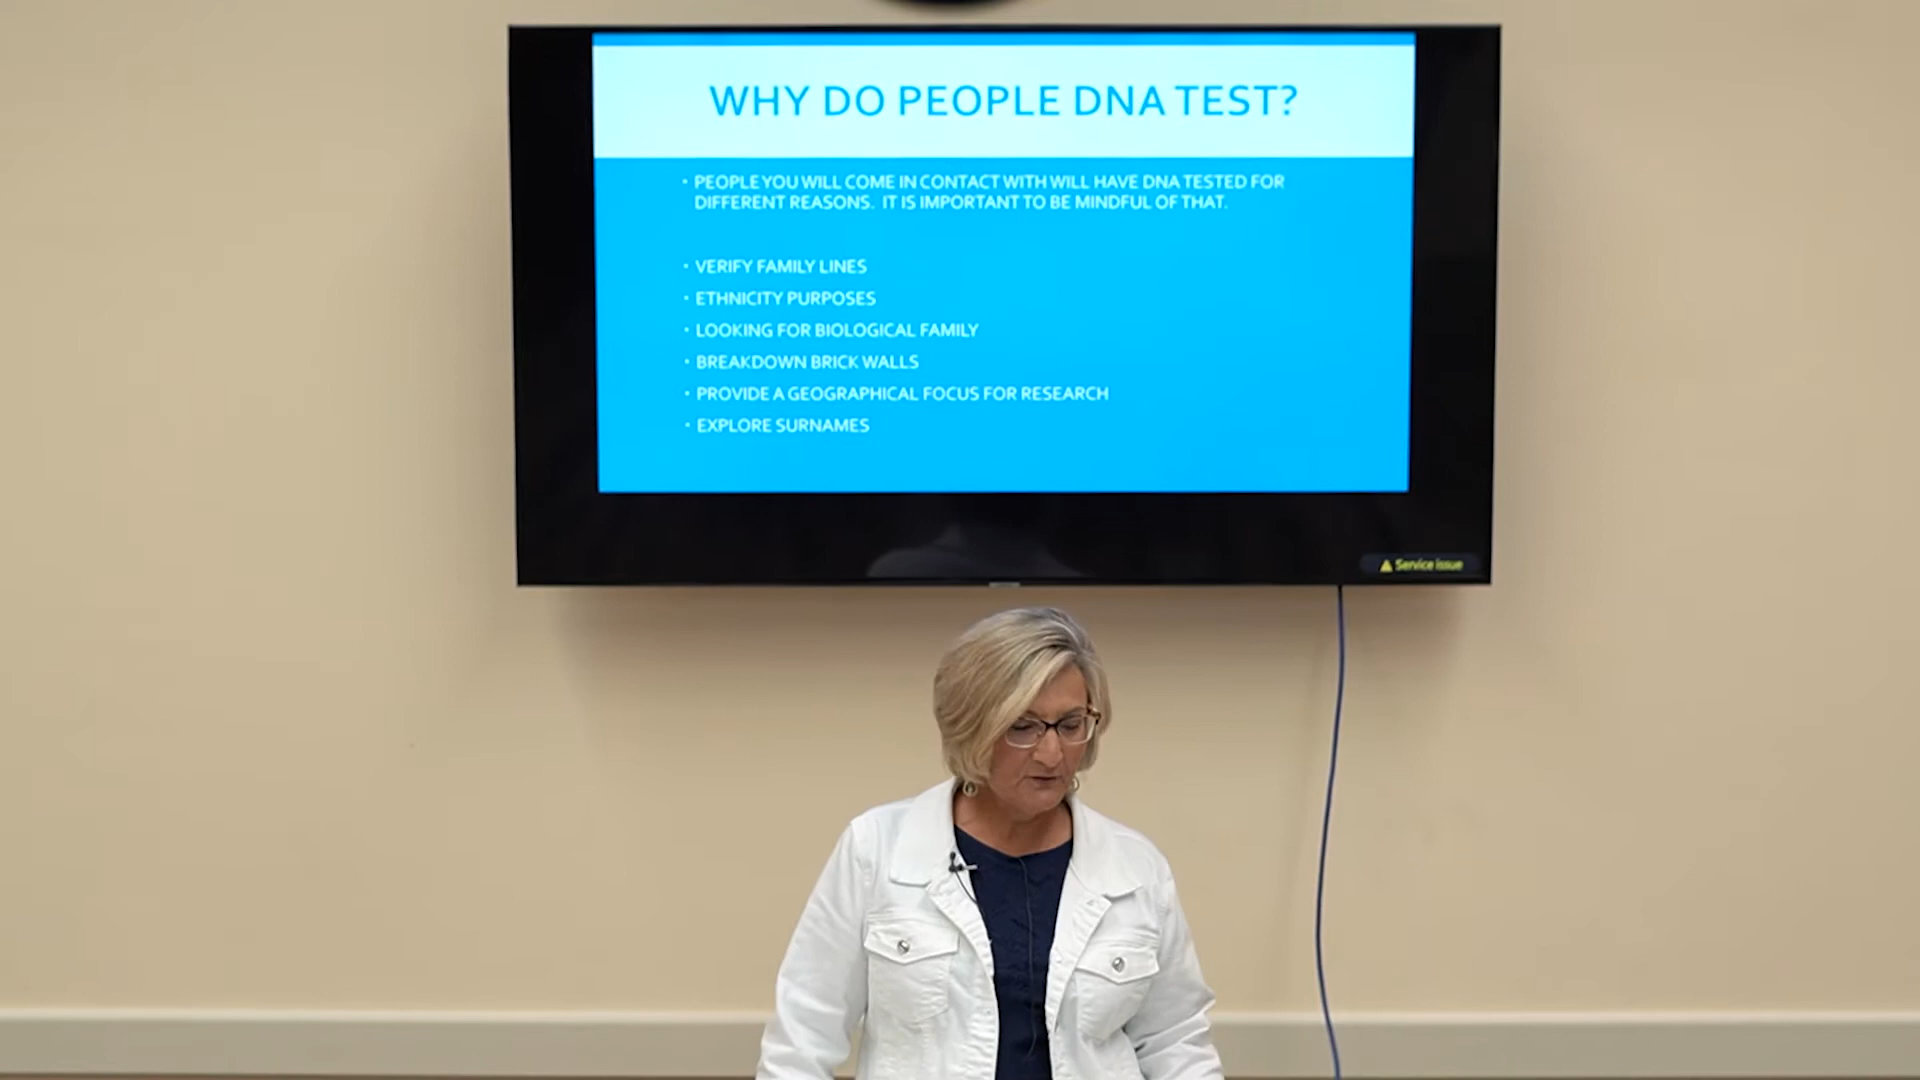 WHY DO PEOPLE DNA TEST?
• PEOPLE YOU WILL COME IN CONTACT WITH WILL HAVE DNA TESTED FOR
DIFFERENT REASONS. IT IS IMPORTANT TO BE MINDFUL OF THAT.
• VERIFY FAMILY LINES
• ETHNICITY PURPOSES
• LOOKING FOR BIOLOGICAL FAMILY
• BREAKDOWN BRICK WALLS
• PROVIDE A GEOGRAPHICAL FOCUS FOR RESEARCH
• EXPLORE SURNAMES
Service issue